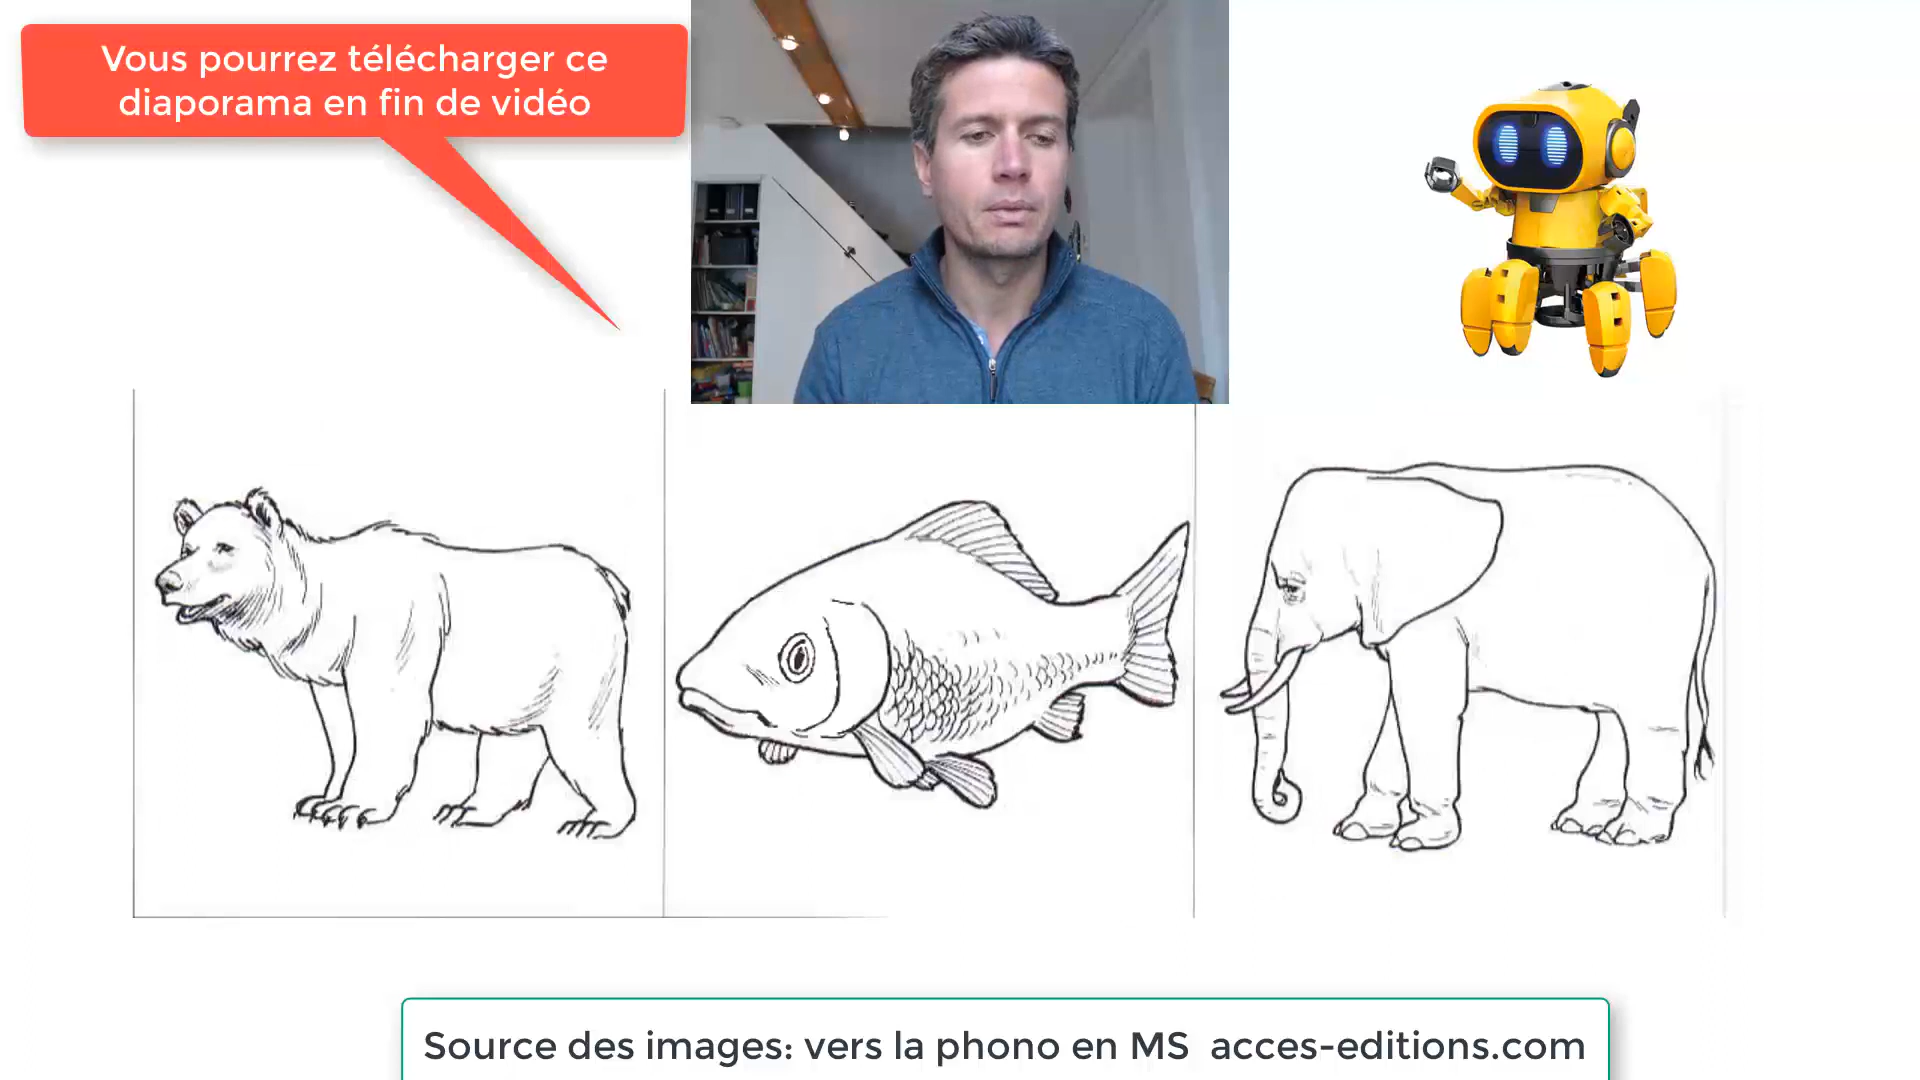 Vous pourrez télécharger ce
diaporama en fin de vidéo
Source des images: vers la phono en MS acces-editions.com